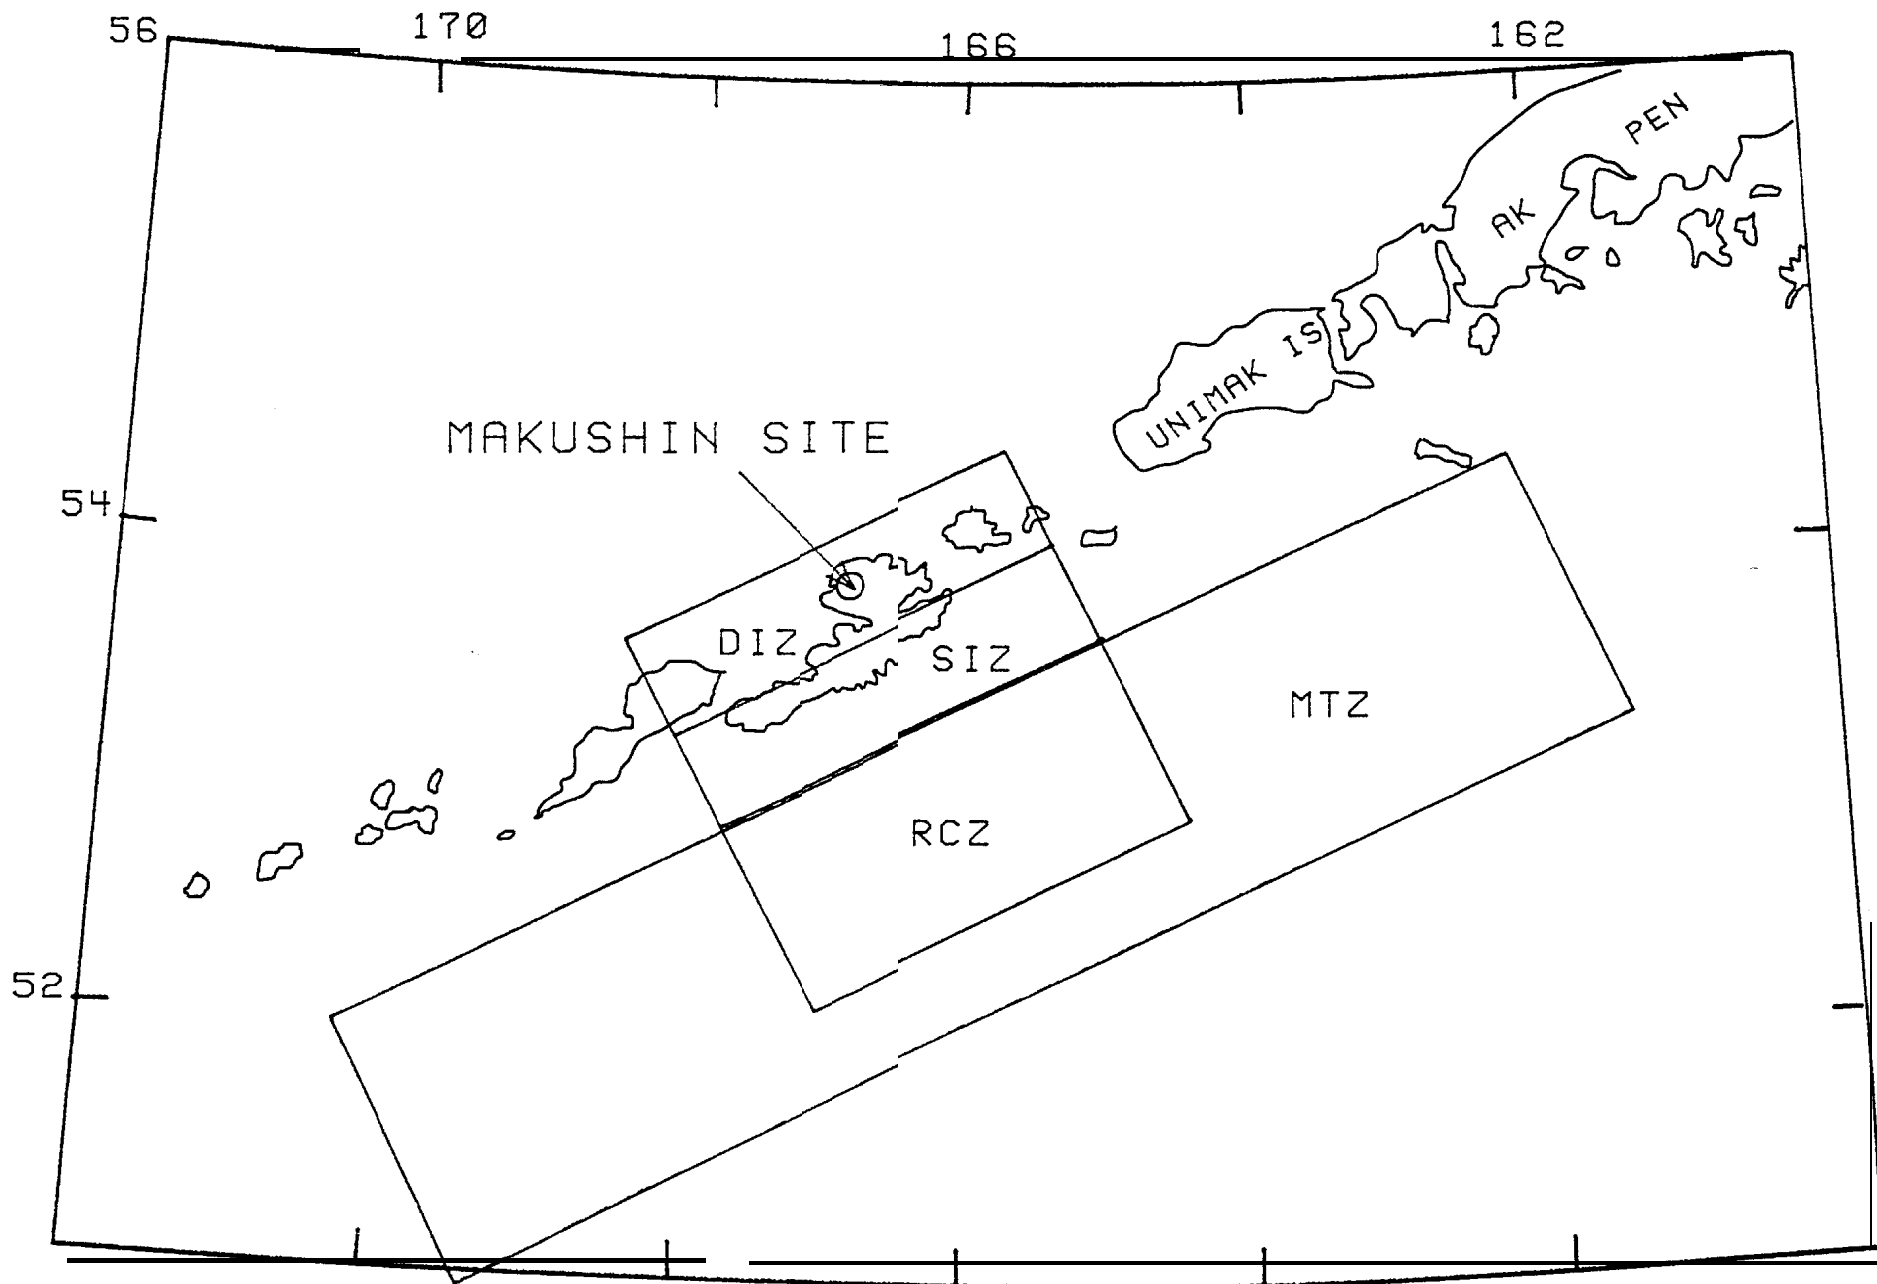 56
170
166
162
PEN
AK
UNIMAK IS
MAKUSHIN SITE
54
DIZ
SIZ
MTZ
RCZ
52